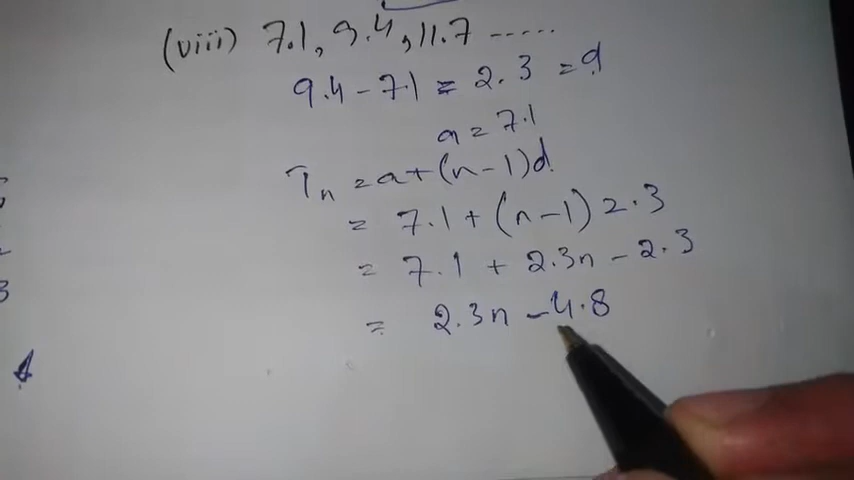 (viii) 7.1, 9.4, 11.7 .....
9.4 - 7.1 = 2.3 = d
a = 7.1
Tn = a + (n - 1)d
= 7.1 + (n - 1) 2.3
= 7.1 + 2.3n - 2.3
= 2.3n - 4.8